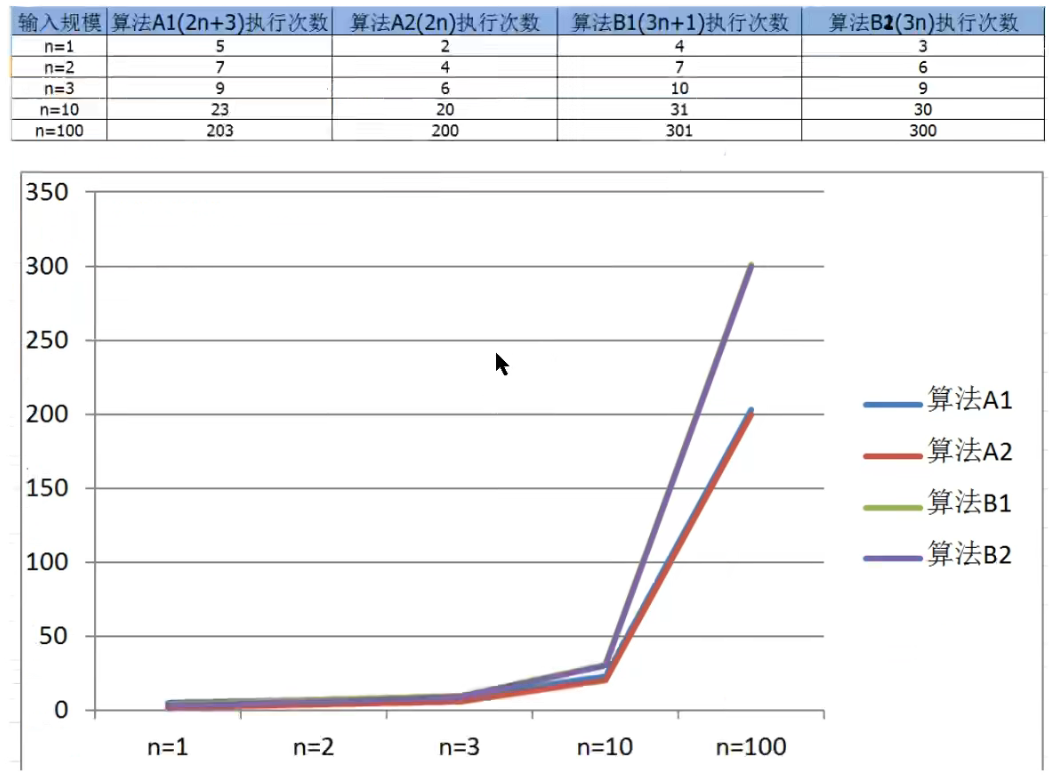 输入规模 算法A1(2n+3)执行次数 算法A2(2n)执行次数 算法B1(3n+1)执行次数 算法B2(3n)执行次数
n=1 5 2 4 3
n=2 7 4 7 6
n=3 9 6 10 9
n=10 23 20 31 30
n=100 203 200 301 300
350
300
250
200
150
100
50
0
n=1 n=2 n=3 n=10 n=100
算法A1
算法A2
算法B1
算法B2